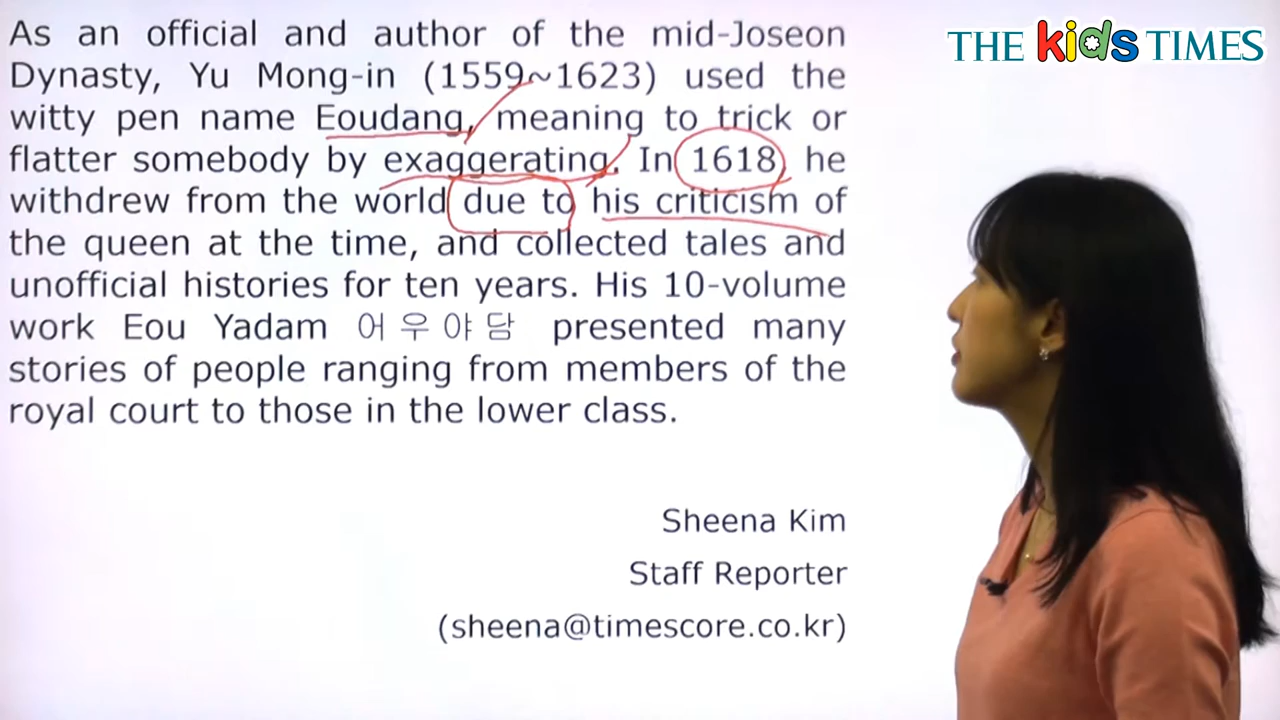 As an official and author of the mid-Joseon
Dynasty, Yu Mong-in (1559~1623) used the
witty pen name Eoudang, meaning to trick or
flatter somebody by exaggerating. In 1618, he
withdrew from the world due to his criticism of
the queen at the time, and collected tales and
unofficial histories for ten years. His 10-volume
work Eou Yadam 어우야담 presented many
stories of people ranging from members of the
royal court to those in the lower class.
Sheena Kim
Staff Reporter
(sheena@timescore.co.kr)
THE kids TIMES